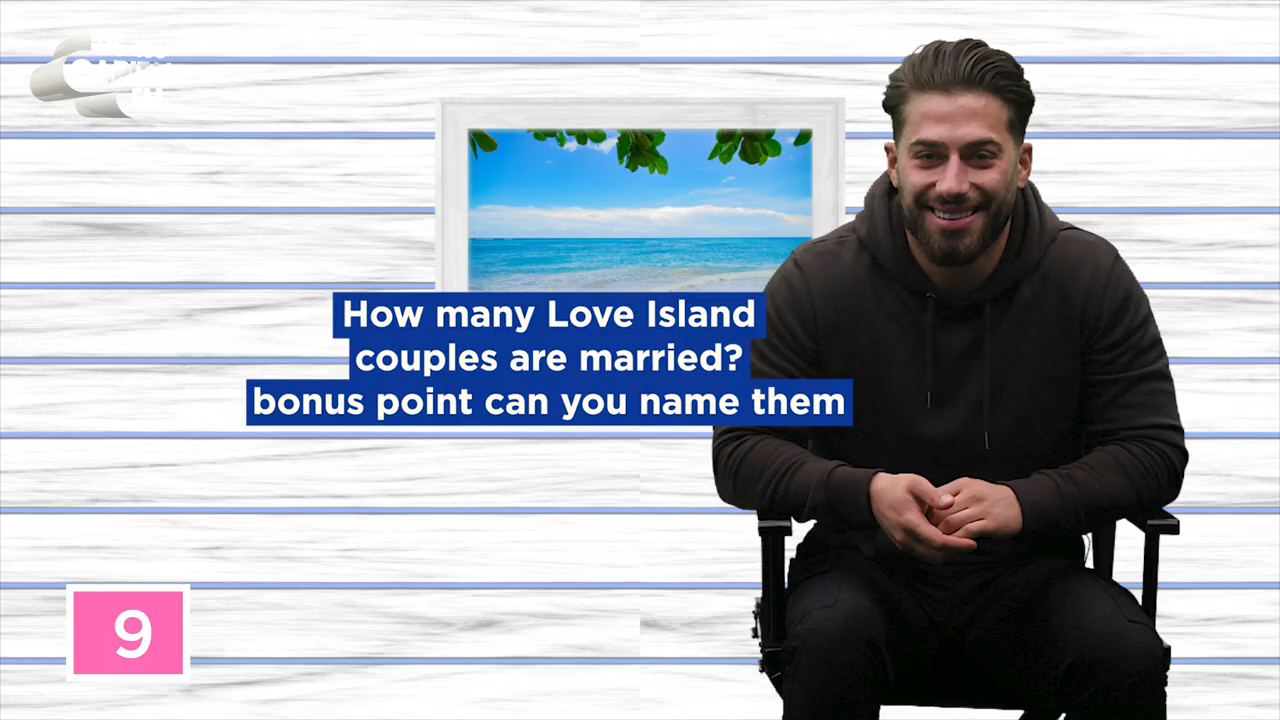 How many Love Island
couples are married?
bonus point can you name them
9